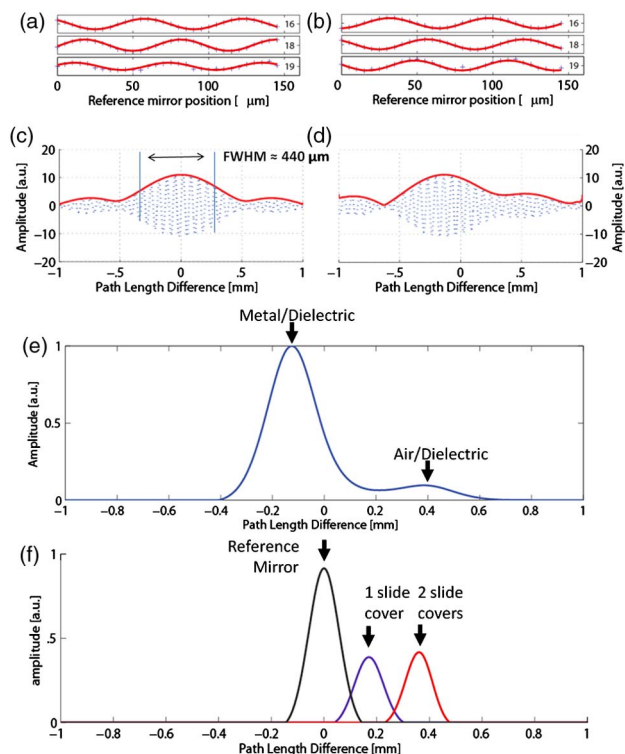 (a)
16
18
19
0
50
100
150
Reference mirror position [ μm]
(b)
16
18
19
0
50
100
150
Reference mirror position [ μm]
(c)
20
10
0
−10
−20
Amplitude [a.u.]
FWHM ≈ 440 μm
-1
-.5
0
.5
1
Path Length Difference [mm]
(d)
20
10
0
−10
−20
Amplitude [a.u.]
-1
-.5
0
.5
1
Path Length Difference [mm]
(e)
Metal/Dielectric
Air/Dielectric
1
0.5
0
Amplitude [a.u.]
-1
−0.8
−0.6
−0.4
−0.2
0
0.2
0.4
0.6
0.8
1
Path Length Difference [mm]
(f)
Reference
Mirror
1 slide
cover
2 slide
covers
1
.5
0
amplitude [a.u.]
-1
−0.8
−0.6
−0.4
−0.2
0
0.2
0.4
0.6
0.8
1
Path Length Difference [mm]